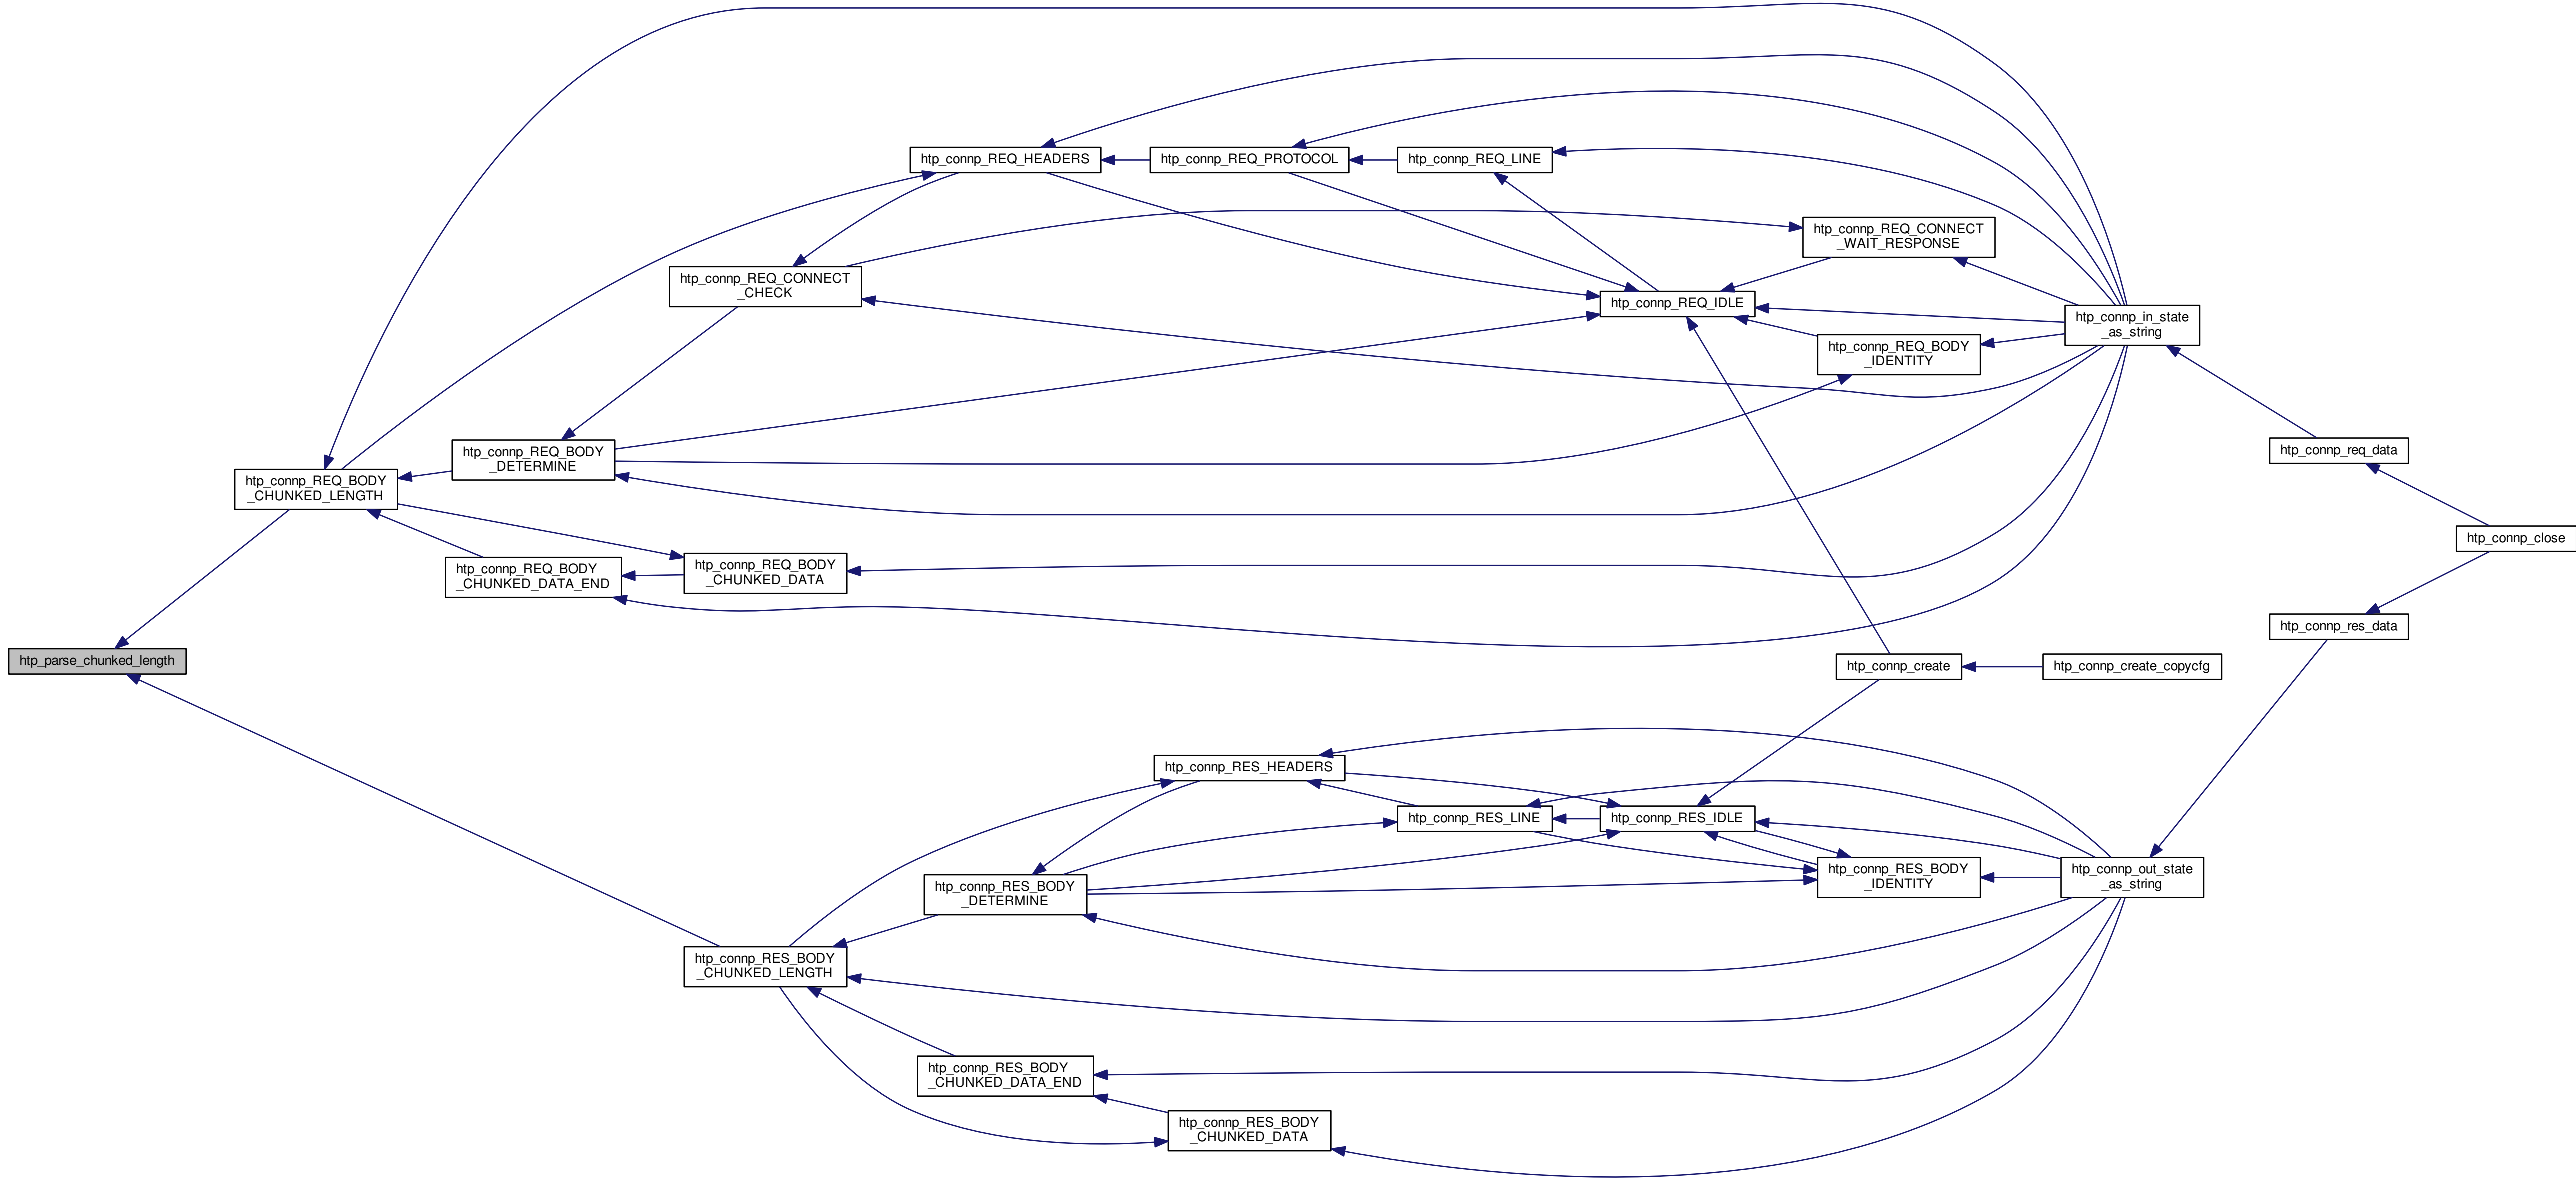 htp_connp_REQ_HEADERS
htp_connp_REQ_PROTOCOL
htp_connp_REQ_LINE
htp_connp_REQ_CONNECT
_WAIT_RESPONSE
htp_connp_REQ_CONNECT
_CHECK
htp_connp_REQ_IDLE
htp_connp_in_state
_as_string
htp_connp_REQ_BODY
_IDENTITY
htp_connp_req_data
htp_connp_REQ_BODY
_DETERMINE
htp_connp_REQ_BODY
_CHUNKED_LENGTH
htp_connp_close
htp_connp_REQ_BODY
_CHUNKED_DATA_END
htp_connp_REQ_BODY
_CHUNKED_DATA
htp_connp_res_data
htp_parse_chunked_length
htp_connp_create
htp_connp_create_copycfg
htp_connp_RES_HEADERS
htp_connp_RES_LINE
htp_connp_RES_IDLE
htp_connp_RES_BODY
_IDENTITY
htp_connp_out_state
_as_string
htp_connp_RES_BODY
_DETERMINE
htp_connp_RES_BODY
_CHUNKED_LENGTH
htp_connp_RES_BODY
_CHUNKED_DATA_END
htp_connp_RES_BODY
_CHUNKED_DATA